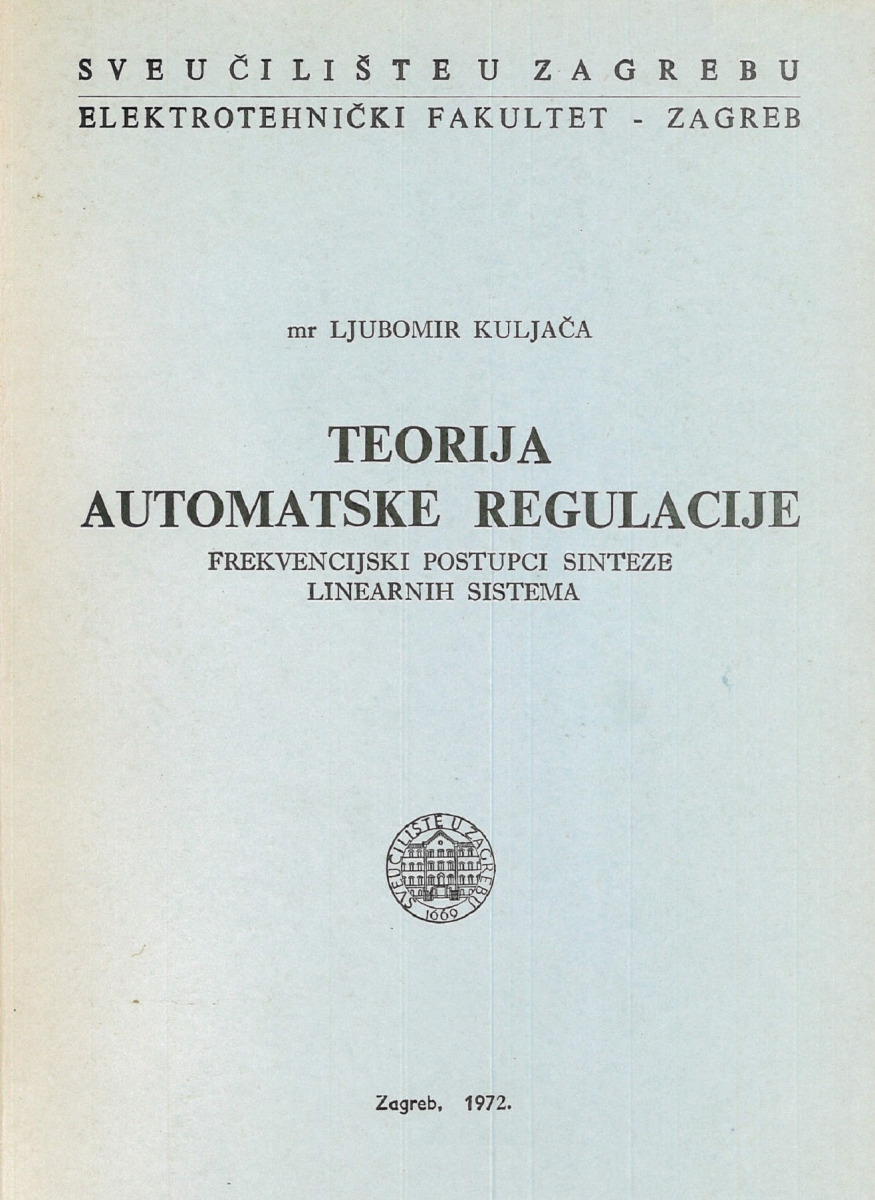 SVEUČILIŠTE U ZAGREBU
ELEKTROTEHNIČKI FAKULTET - ZAGREB
mr LJUBOMIR KULJAČA
TEORIJA
AUTOMATSKE REGULACIJE
FREKVENCIJSKI POSTUPCI SINTEZE
LINEARNIH SISTEMA
SVEUČILIŠTE U ZAGREBU
1669
Zagreb, 1972.